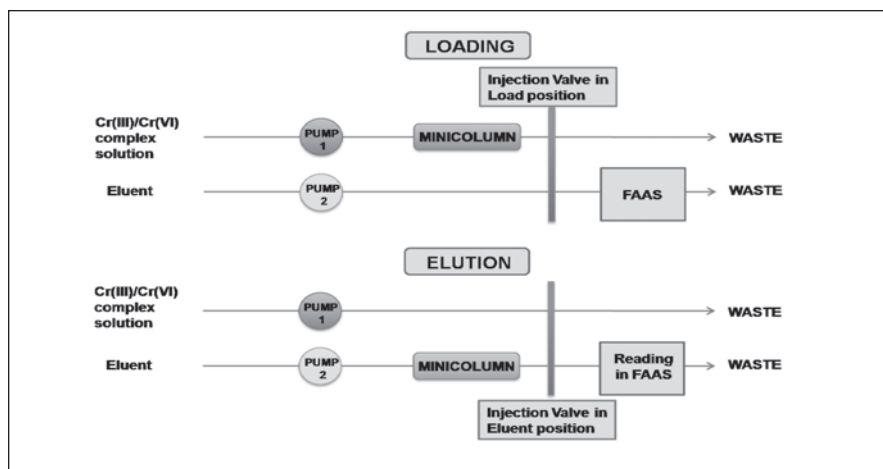 LOADING
Injection Valve in
Load position
Cr(III)/Cr(VI)
complex
solution
PUMP
1
MINICOLUMN
WASTE
Eluent
PUMP
2
FAAS
WASTE
ELUTION
Cr(III)/Cr(VI)
complex
solution
PUMP
1
WASTE
Eluent
PUMP
2
MINICOLUMN
Reading
in FAAS
WASTE
Injection Valve in
Eluent position